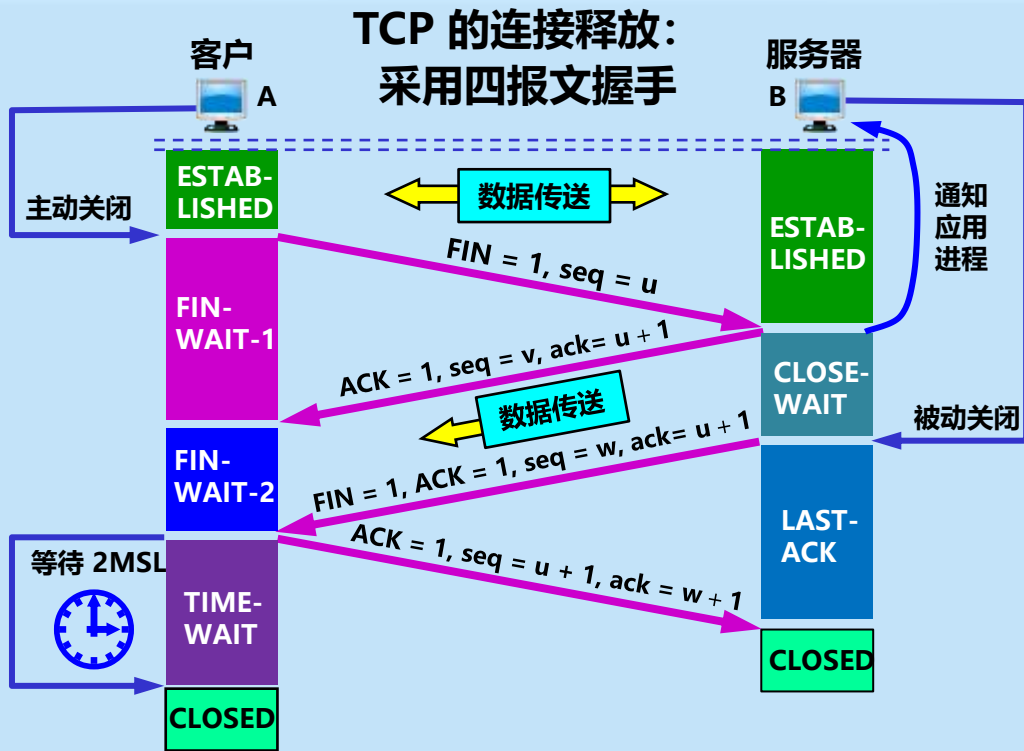 TCP 的连接释放：
采用四报文握手
客户
A
服务器
B
ESTAB-
LISHED
数据传送
ESTAB-
LISHED
通知
应用
进程
主动关闭
FIN = 1, seq = u
FIN-
WAIT-1
ACK = 1, seq = v, ack= u + 1
CLOSE-
WAIT
数据传送
被动关闭
FIN-
WAIT-2
FIN = 1, ACK = 1, seq = w, ack= u + 1
LAST-
ACK
ACK = 1, seq = u + 1, ack = w + 1
等待 2MSL
TIME-
WAIT
CLOSED
CLOSED